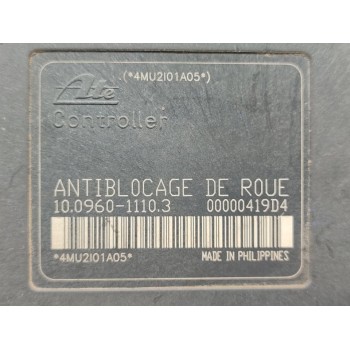 (*4MU2I01A05*)
Ate
Controller
ANTIBLOCAGE DE ROUE
10.0960-1110.3 00000419D4
*4MU2I01A05* MADE IN PHILIPPINES